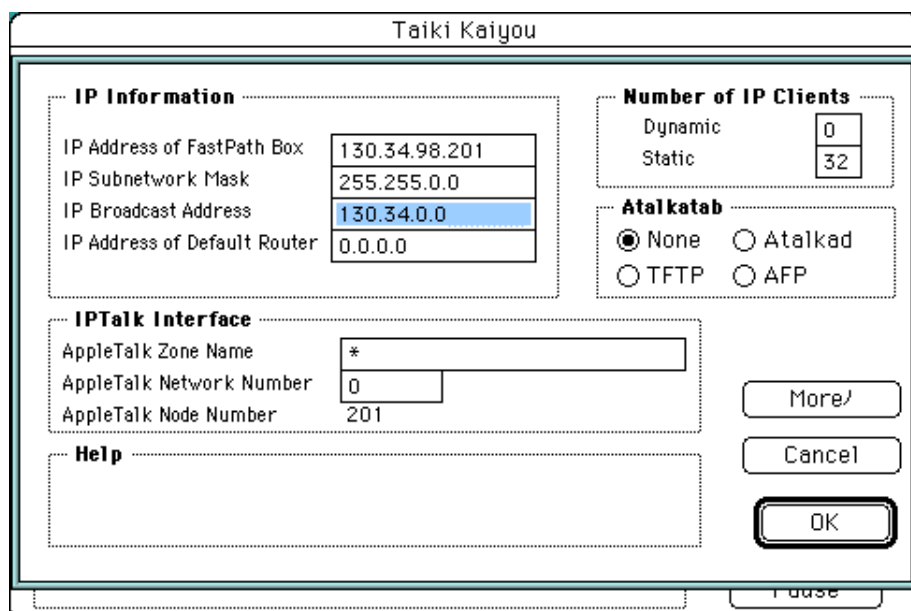 Taiki Kaiyou
IP Information
IP Address of FastPath Box 130.34.98.201
IP Subnetwork Mask 255.255.0.0
IP Broadcast Address 130.34.0.0
IP Address of Default Router 0.0.0.0
Number of IP Clients
Dynamic 0
Static 32
Atalkatab
None Atalkad
TFTP AFP
IPTalk Interface
AppleTalk Zone Name *
AppleTalk Network Number 0
AppleTalk Node Number 201
More/
Help
Cancel
OK
Pause